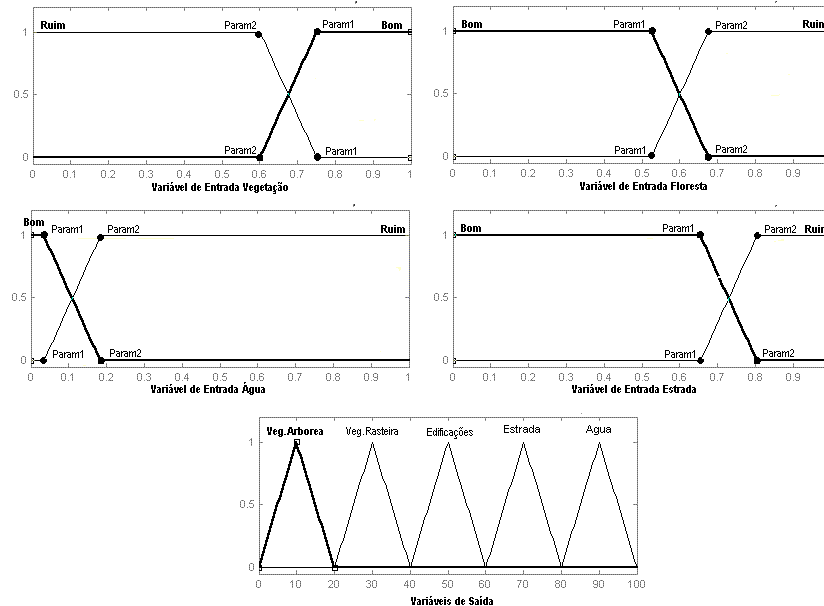 Ruim Param2 Param1 Bom
1
0.5
0
Param2 Param1
0 0.1 0.2 0.3 0.4 0.5 0.6 0.7 0.8 0.9 1
Variável de Entrada Vegetação
Bom Param1 Param2 Ruim
1
0.5
0
Param1 Param2
0 0.1 0.2 0.3 0.4 0.5 0.6 0.7 0.8 0.9
Variável de Entrada Floresta
Bom Param1 Param2 Ruim
1
0.5
0
Param1 Param2
0 0.1 0.2 0.3 0.4 0.5 0.6 0.7 0.8 0.9 1
Variável de Entrada Água
Bom Param1 Param2 Ruim
1
0.5
0
Param1 Param2
0 0.1 0.2 0.3 0.4 0.5 0.6 0.7 0.8 0.9
Variável de Entrada Estrada
Veg.Arborea Veg.Rasteira Edificações Estrada Agua
1
0.5
0
0 10 20 30 40 50 60 70 80 90 100
Variáveis de Saída